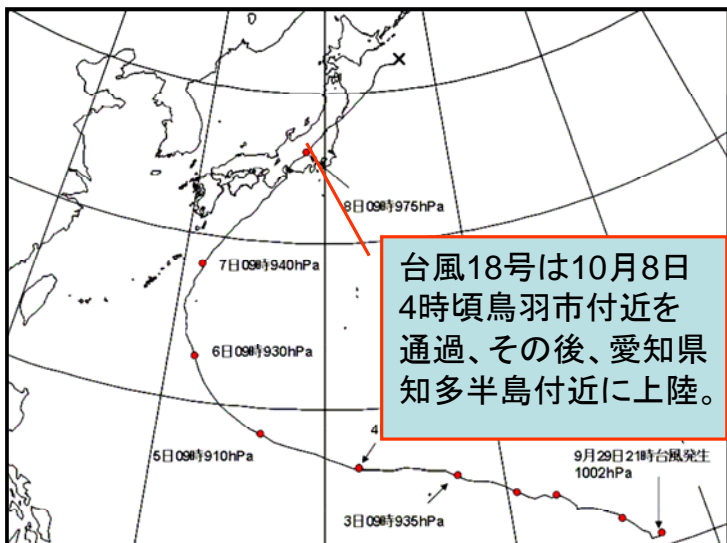 8日09時975hPa
7日09時940hPa
台風18号は10月8日
4時頃鳥羽市付近を
通過、その後、愛知県
知多半島付近に上陸。
6日09時930hPa
4
5日09時910hPa
9月29日21時台風発生
1002hPa
3日09時935hPa